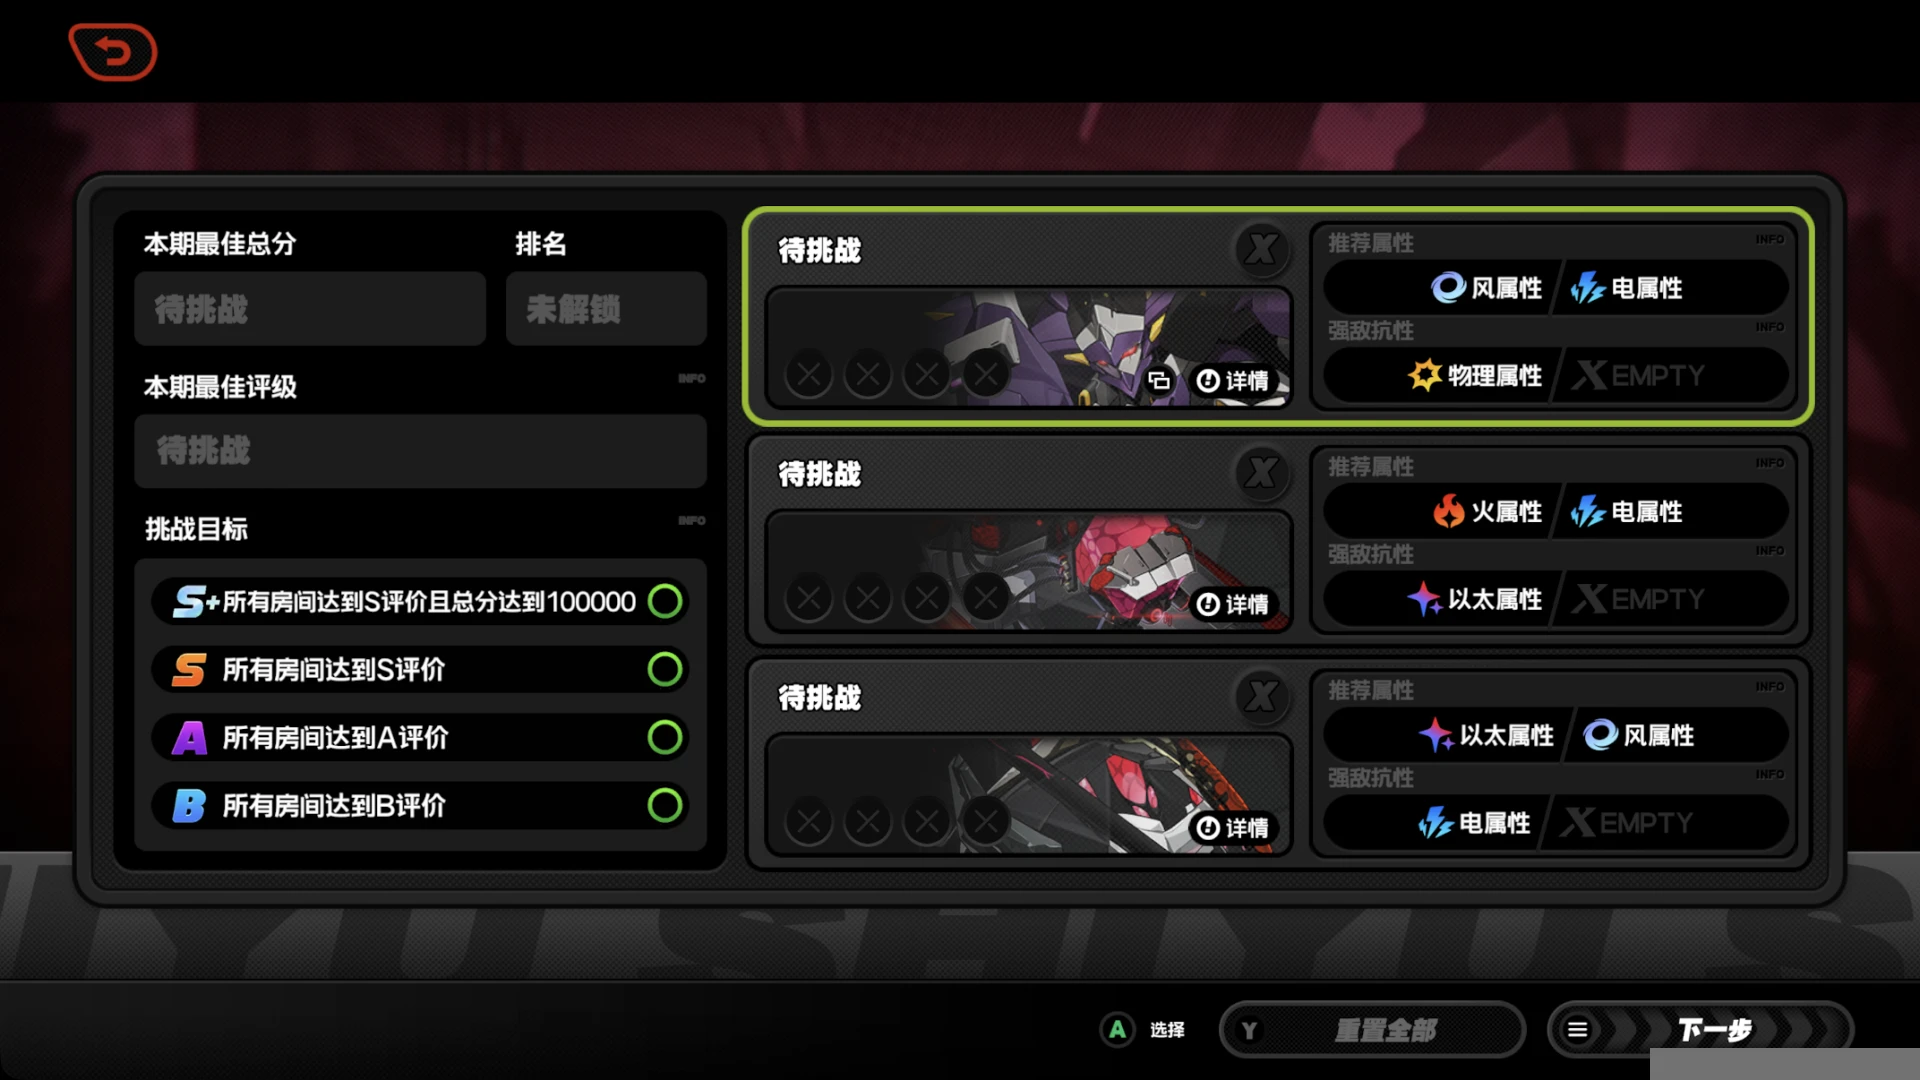 本期最佳总分
排名
待挑战
未解锁
本期最佳评级
INFO
待挑战
挑战目标
INFO
S+所有房间达到S评价且总分达到100000
S 所有房间达到S评价
A 所有房间达到A评价
B 所有房间达到B评价
待挑战
详情
推荐属性
INFO
风属性 电属性
强敌抗性
INFO
物理属性 EMPTY
待挑战
详情
推荐属性
INFO
火属性 电属性
强敌抗性
INFO
以太属性 EMPTY
待挑战
详情
推荐属性
INFO
以太属性 风属性
强敌抗性
INFO
电属性 EMPTY
IYU SHIYU S
A 选择
Y 重置全部
下一步